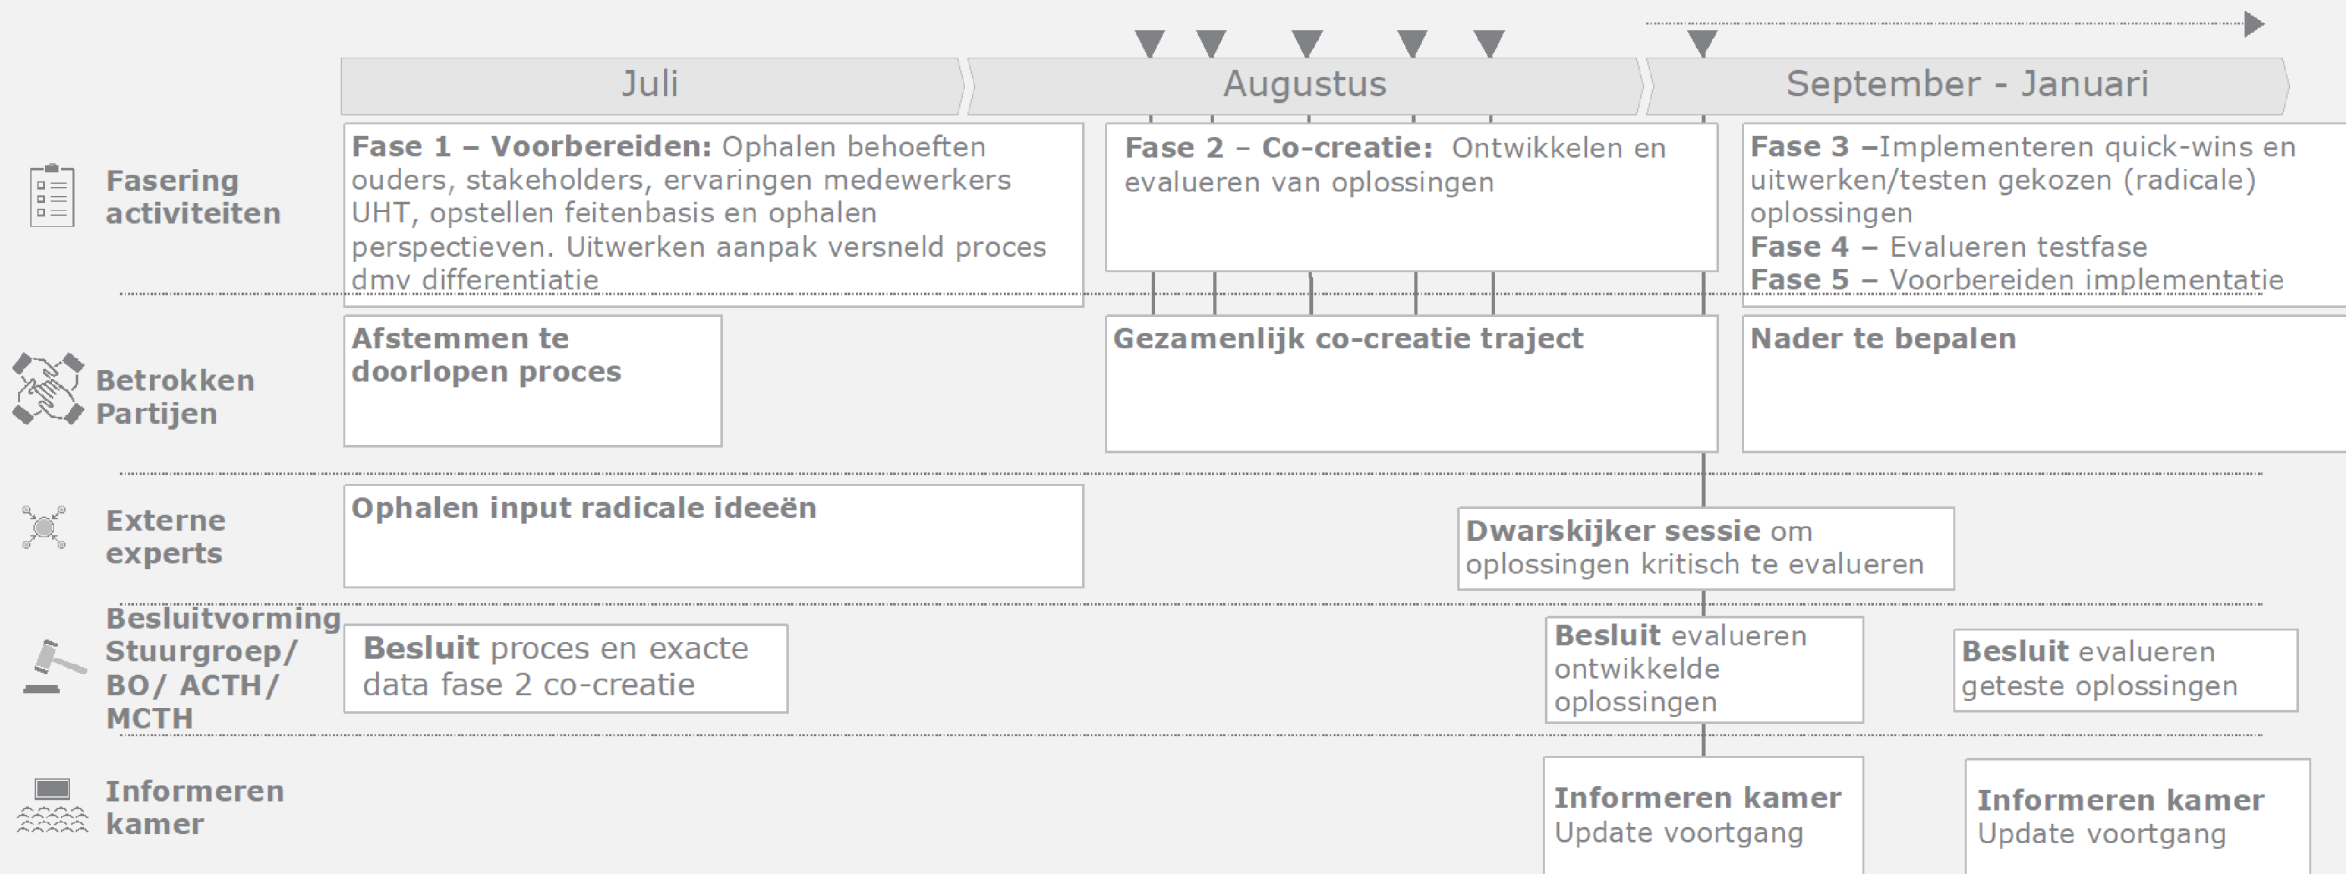 Juli
Augustus
September - Januari
Fasering
activiteiten
Fase 1 – Voorbereiden: Ophalen behoeften
ouders, stakeholders, ervaringen medewerkers
UHT, opstellen feitenbasis en ophalen
perspectieven. Uitwerken aanpak versneld proces
dmv differentiatie
Fase 2 – Co-creatie: Ontwikkelen en
evalueren van oplossingen
Fase 3 –Implementeren quick-wins en
uitwerken/testen gekozen (radicale)
oplossingen
Fase 4 – Evalueren testfase
Fase 5 – Voorbereiden implementatie
Betrokken
Partijen
Afstemmen te
doorlopen proces
Gezamenlijk co-creatie traject
Nader te bepalen
Externe
experts
Ophalen input radicale ideeën
Dwarskijker sessie om
oplossingen kritisch te evalueren
Besluitvorming
Stuurgroep/
BO/ ACTH/
MCTH
Besluit proces en exacte
data fase 2 co-creatie
Besluit evalueren
ontwikkelde
oplossingen
Besluit evalueren
geteste oplossingen
Informeren
kamer
Informeren kamer
Update voortgang
Informeren kamer
Update voortgang